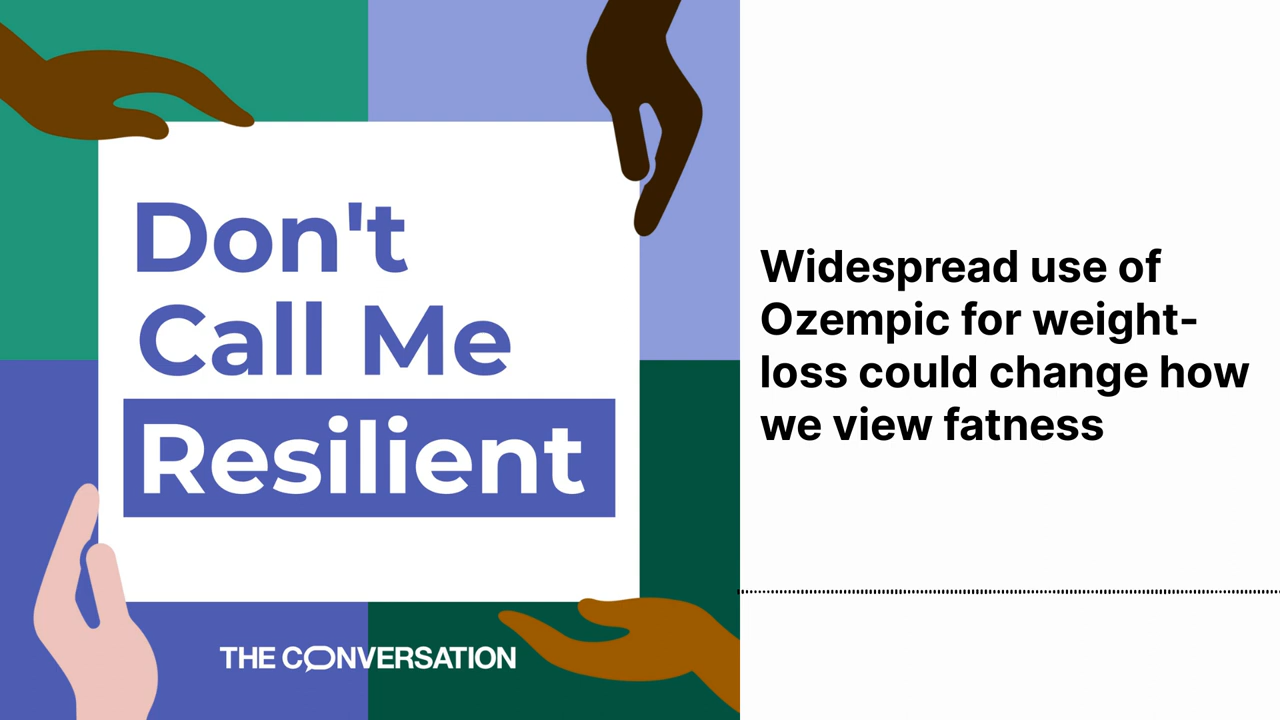 Don't
Call Me
Resilient
THE CONVERSATION
Widespread use of
Ozempic for weight-
loss could change how
we view fatness